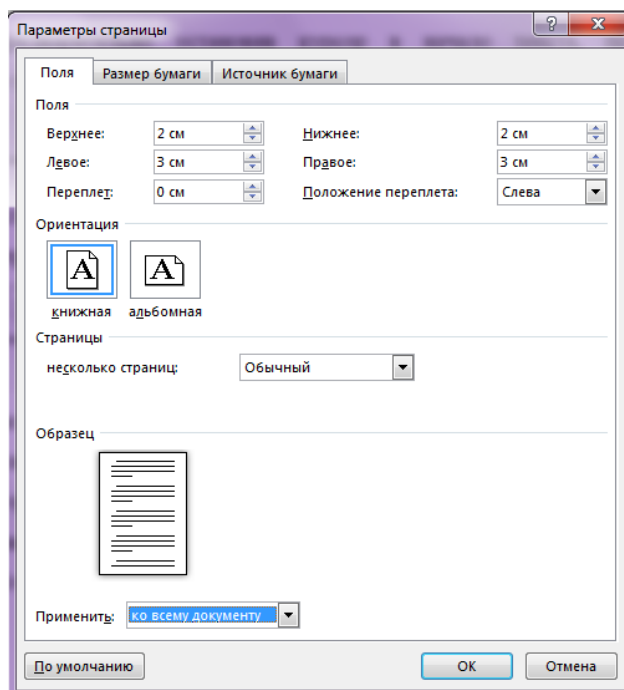 Параметры страницы
Поля Размер бумаги Источник бумаги
Поля
Верхнее: 2 см Нижнее: 2 см
Левое: 3 см Правое: 3 см
Переплет: 0 см Положение переплета: Слева
Ориентация
A A
книжная альбомная
Страницы
несколько страниц: Обычный
Образец
Применить: ко всему документу
По умолчанию ОК Отмена